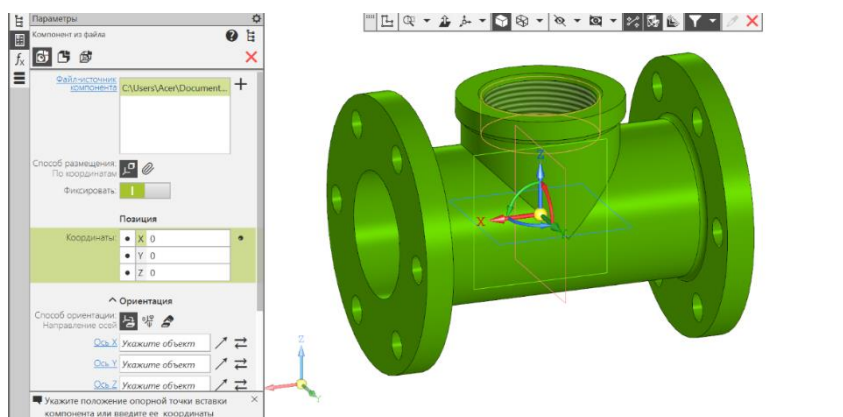 Параметры
Компонент из файла
Файл-источник
компонента
C:\Users\Acer\Document...
Способ размещения:
По координатам
Фиксировать:
Позиция
Координаты:
X 0
Y 0
Z 0
Ориентация
Способ ориентации:
Направление осей
Ось X Укажите объект
Ось Y Укажите объект
Ось Z Укажите объект
Укажите положение опорной точки вставки
компонента или введите ее координаты
Z
X
Y
Z
Y